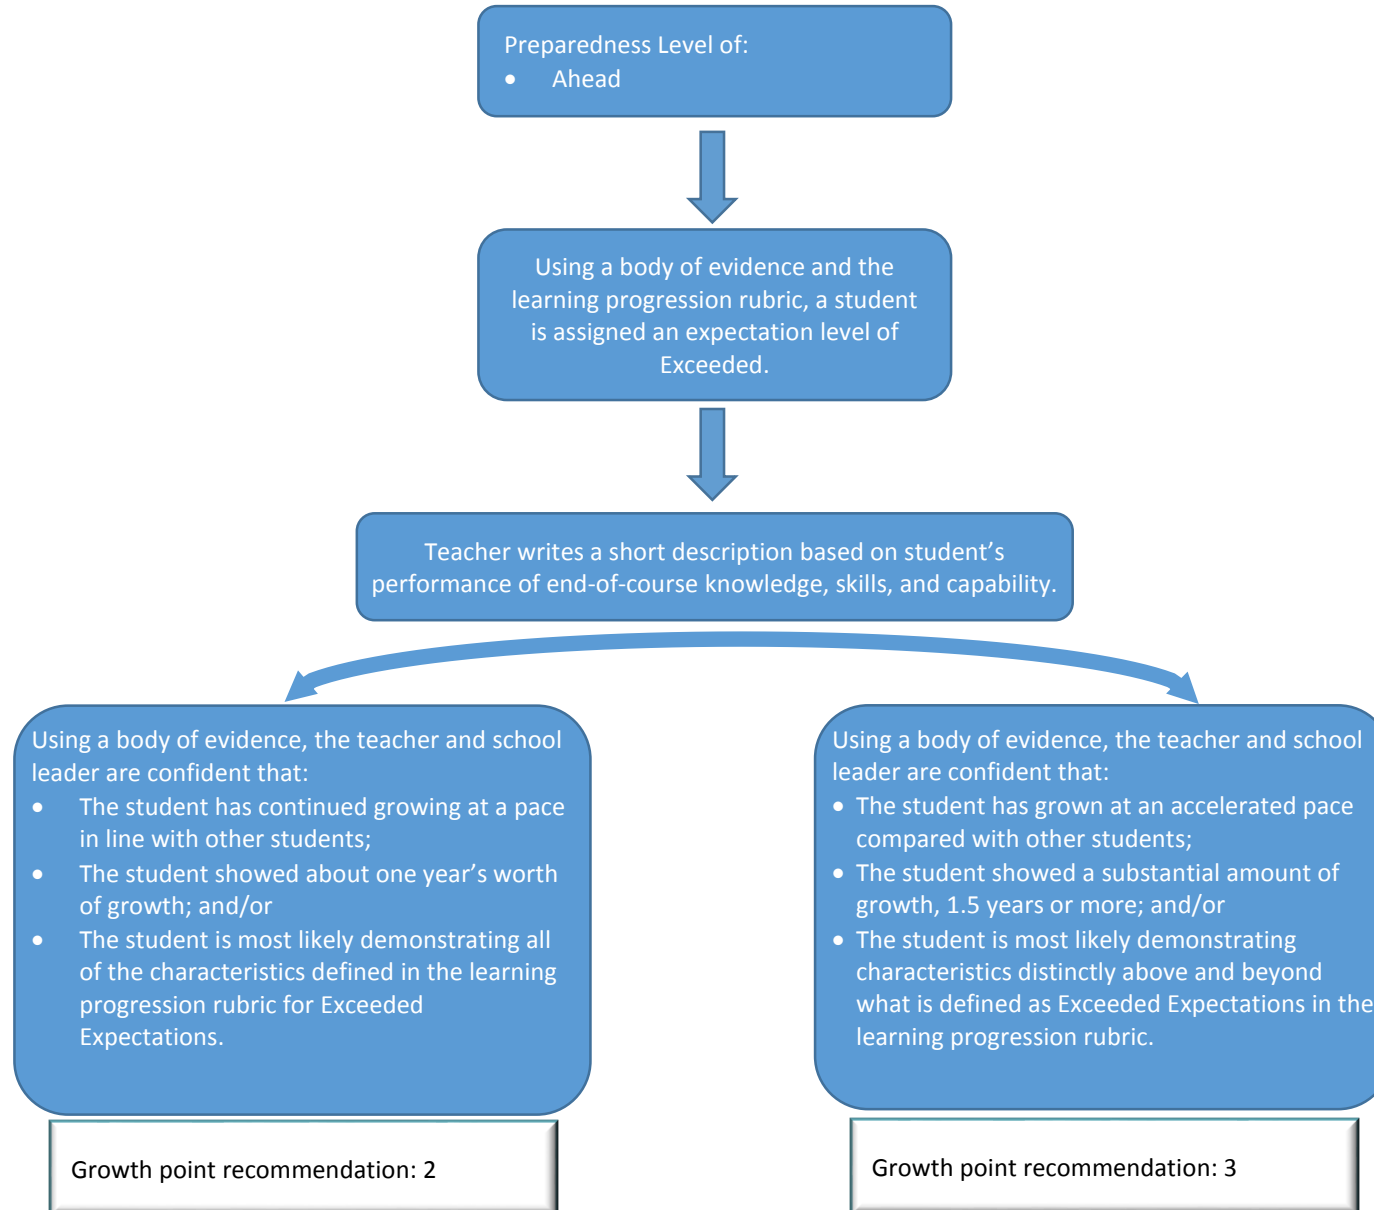 Preparedness Level of:
• Ahead
Using a body of evidence and the
learning progression rubric, a student
is assigned an expectation level of
Exceeded.
Teacher writes a short description based on student’s
performance of end-of-course knowledge, skills, and capability.
Using a body of evidence, the teacher and school
leader are confident that:
• The student has continued growing at a pace
in line with other students;
• The student showed about one year’s worth
of growth; and/or
• The student is most likely demonstrating all
of the characteristics defined in the learning
progression rubric for Exceeded
Expectations.
Growth point recommendation: 2
Using a body of evidence, the teacher and school
leader are confident that:
• The student has grown at an accelerated pace
compared with other students;
• The student showed a substantial amount of
growth, 1.5 years or more; and/or
• The student is most likely demonstrating
characteristics distinctly above and beyond
what is defined as Exceeded Expectations in the
learning progression rubric.
Growth point recommendation: 3